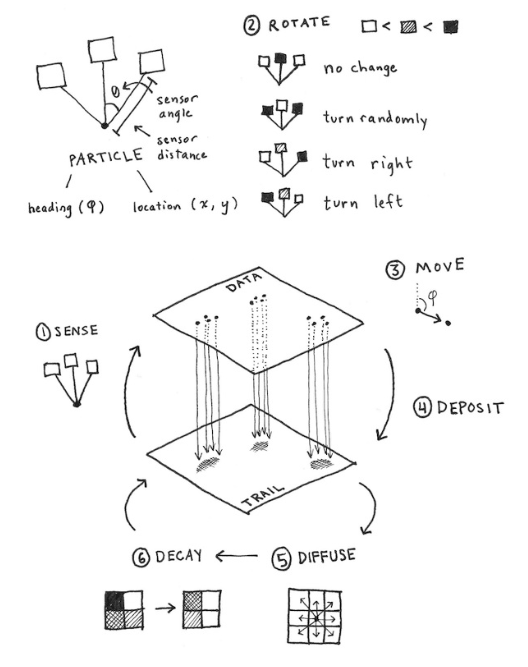 ② ROTATE
□ < ▨ < ■
no change
turn randomly
turn right
turn left
θ
sensor angle
sensor distance
PARTICLE
heading (φ)
location (x, y)
① SENSE
DATA
TRAIL
③ MOVE
φ
④ DEPOSIT
⑤ DIFFUSE
⑥ DECAY